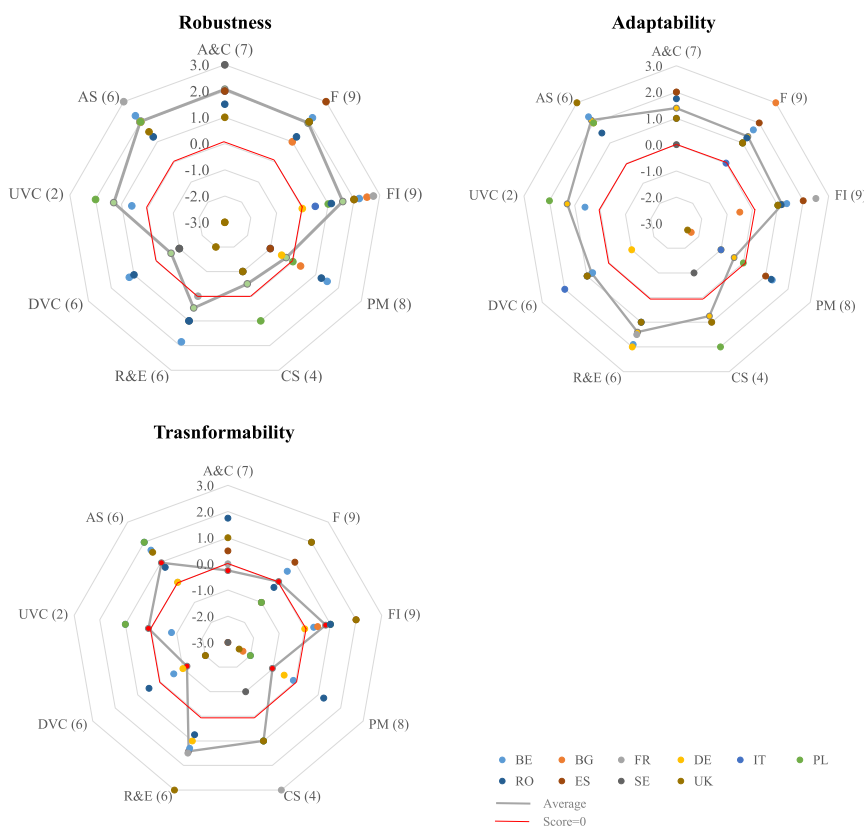 Robustness
A&C (7)
F (9)
FI (9)
PM (8)
CS (4)
R&E (6)
DVC (6)
UVC (2)
AS (6)
3.0
2.0
1.0
0.0
-1.0
-2.0
-3.0
Adaptability
A&C (7)
F (9)
FI (9)
PM (8)
CS (4)
R&E (6)
DVC (6)
UVC (2)
AS (6)
3.0
2.0
1.0
0.0
-1.0
-2.0
-3.0
Trasnformability
A&C (7)
F (9)
FI (9)
PM (8)
CS (4)
R&E (6)
DVC (6)
UVC (2)
AS (6)
3.0
2.0
1.0
0.0
-1.0
-2.0
-3.0
BE BG FR DE IT PL
RO ES SE UK
Average
Score=0